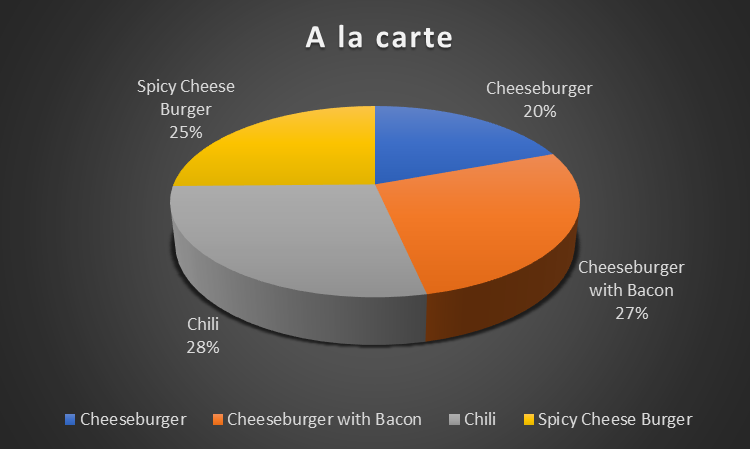 A la carte
Spicy Cheese
Burger
25%
Cheeseburger
20%
Cheeseburger
with Bacon
27%
Chili
28%
Cheeseburger Cheeseburger with Bacon Chili Spicy Cheese Burger